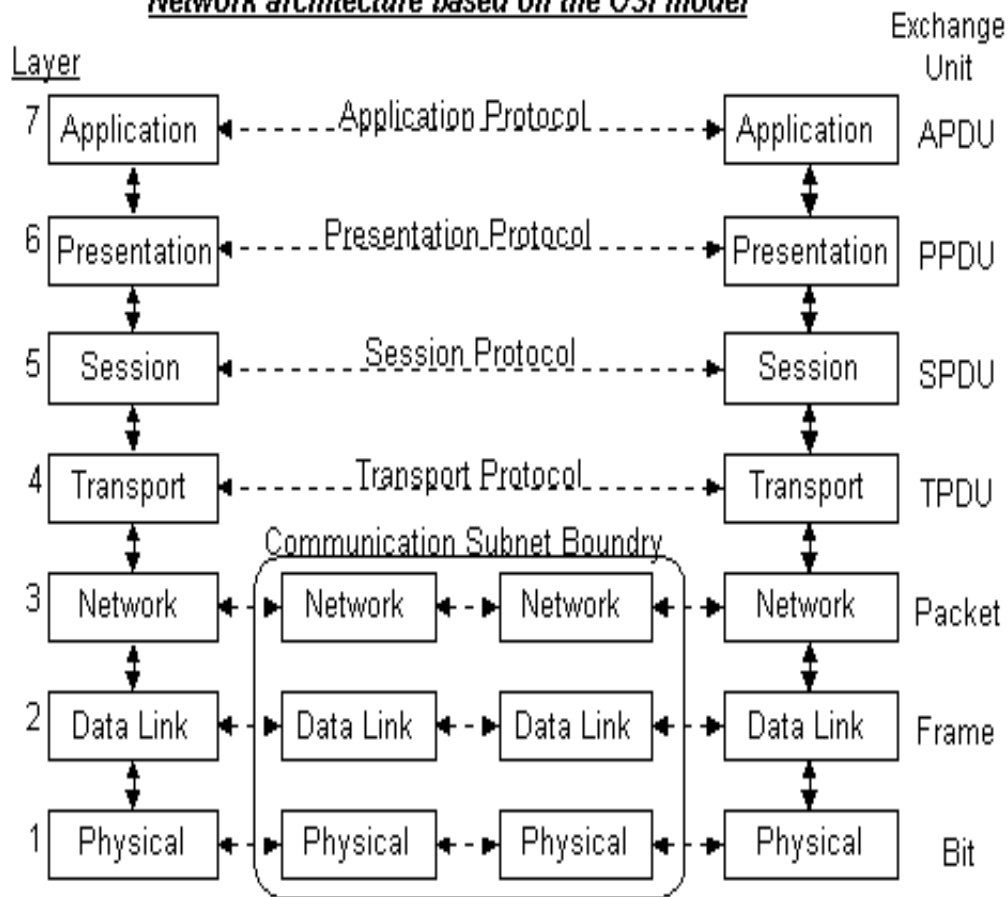 Network architecture based on the OSI model
Exchange
Unit
Layer
7 Application Application Protocol Application APDU
6 Presentation Presentation Protocol Presentation PPDU
5 Session Session Protocol Session SPDU
4 Transport Transport Protocol Transport TPDU
Communication Subnet Boundry
3 Network Network Network Network Packet
2 Data Link Data Link Data Link Data Link Frame
1 Physical Physical Physical Physical Bit